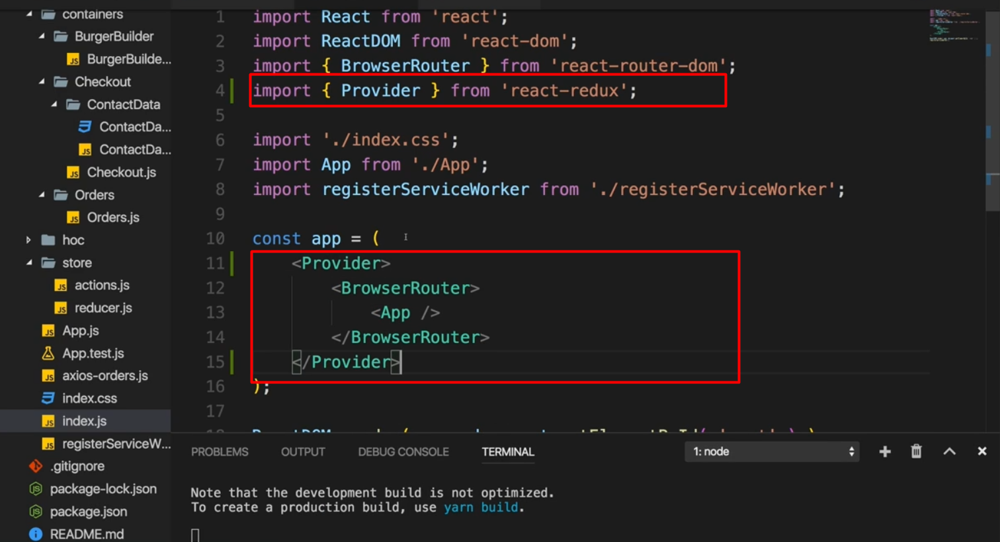 containers
BurgerBuilder
BurgerBuilde...
Checkout
ContactData
ContactDa...
ContactDa...
Checkout.js
Orders
Orders.js
hoc
store
actions.js
reducer.js
App.js
App.test.js
axios-orders.js
index.css
index.js
registerServiceW...
.gitignore
package-lock.json
package.json
README.md
1 import React from 'react';
2 import ReactDOM from 'react-dom';
3 import { BrowserRouter } from 'react-router-dom';
4 import { Provider } from 'react-redux';
5
6 import './index.css';
7 import App from './App';
8 import registerServiceWorker from './registerServiceWorker';
9
10 const app = (
11 <Provider>
12 <BrowserRouter>
13 <App />
14 </BrowserRouter>
15 </Provider>
16 );
17
PROBLEMS OUTPUT DEBUG CONSOLE TERMINAL 1: node
Note that the development build is not optimized.
To create a production build, use yarn build.